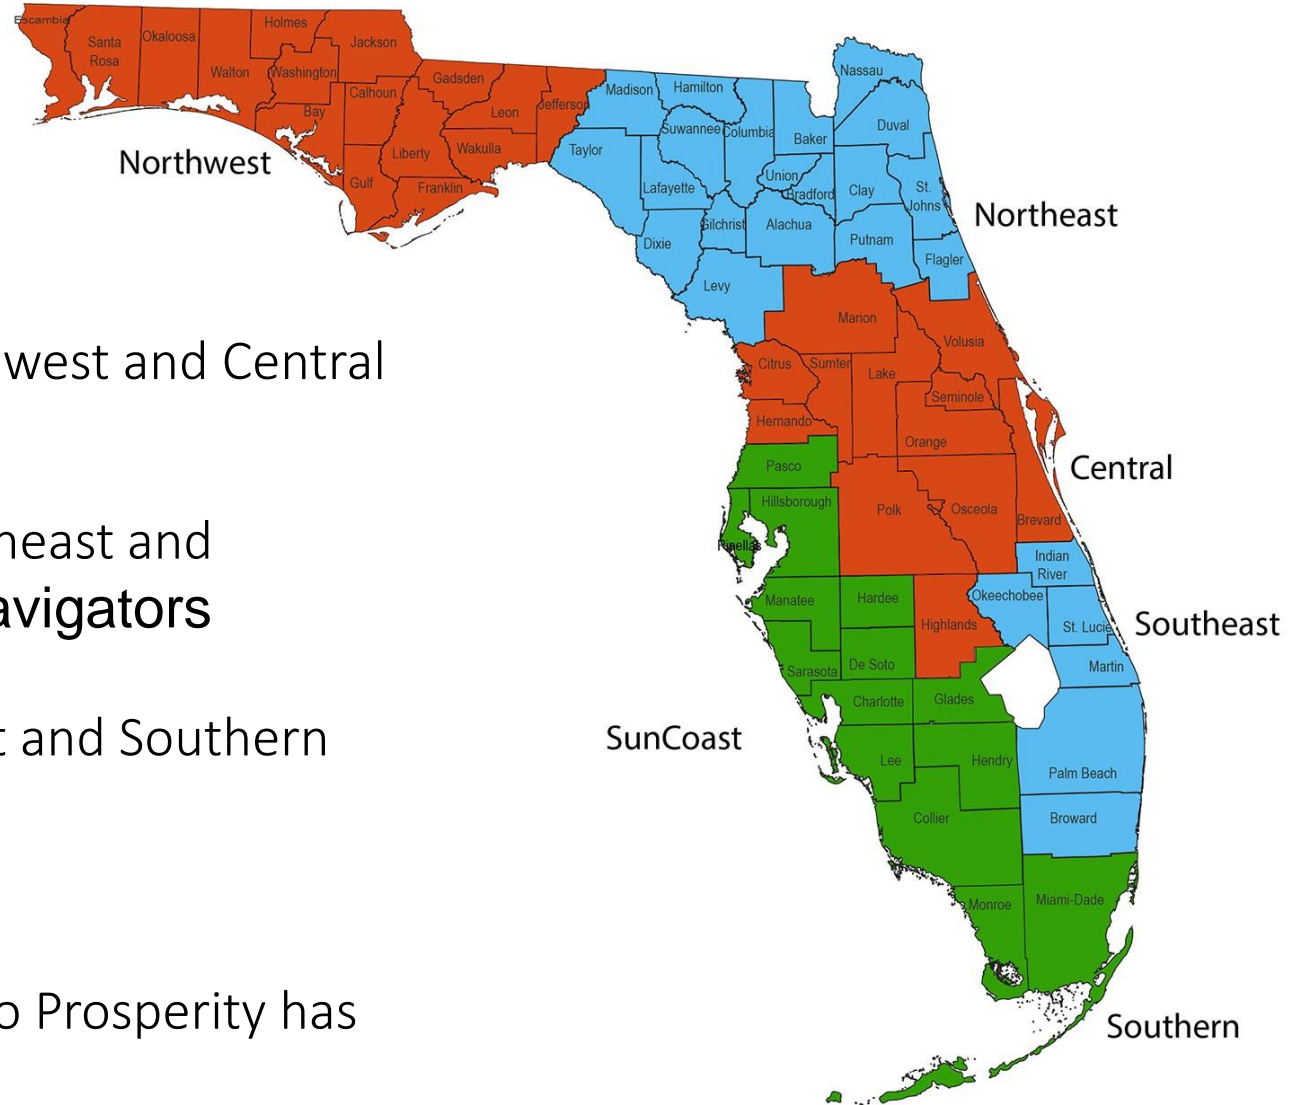 west and Central
neast and
avigators
t and Southern
o Prosperity has
Escambia
Santa
Rosa
Okaloosa
Holmes
Jackson
Walton
Washington
Bay
Calhoun
Gadsden
Leon
Jefferson
Liberty
Wakulla
Gulf
Franklin
Northwest
Madison
Hamilton
Nassau
Suwannee
Columbia
Baker
Duval
Taylor
Lafayette
Union
Bradford
Clay
St.
Johns
Gilchrist
Alachua
Putnam
Dixie
Flagler
Levy
Northeast
Marion
Volusia
Citrus
Sumter
Lake
Seminole
Hernando
Orange
Polk
Osceola
Brevard
Highlands
Central
Pasco
Hillsborough
Pinellas
Manatee
Hardee
Sarasota
De Soto
Charlotte
Glades
Lee
Hendry
Collier
SunCoast
Indian
River
Okeechobee
St. Lucie
Martin
Palm Beach
Broward
Southeast
Monroe
Miami-Dade
Southern